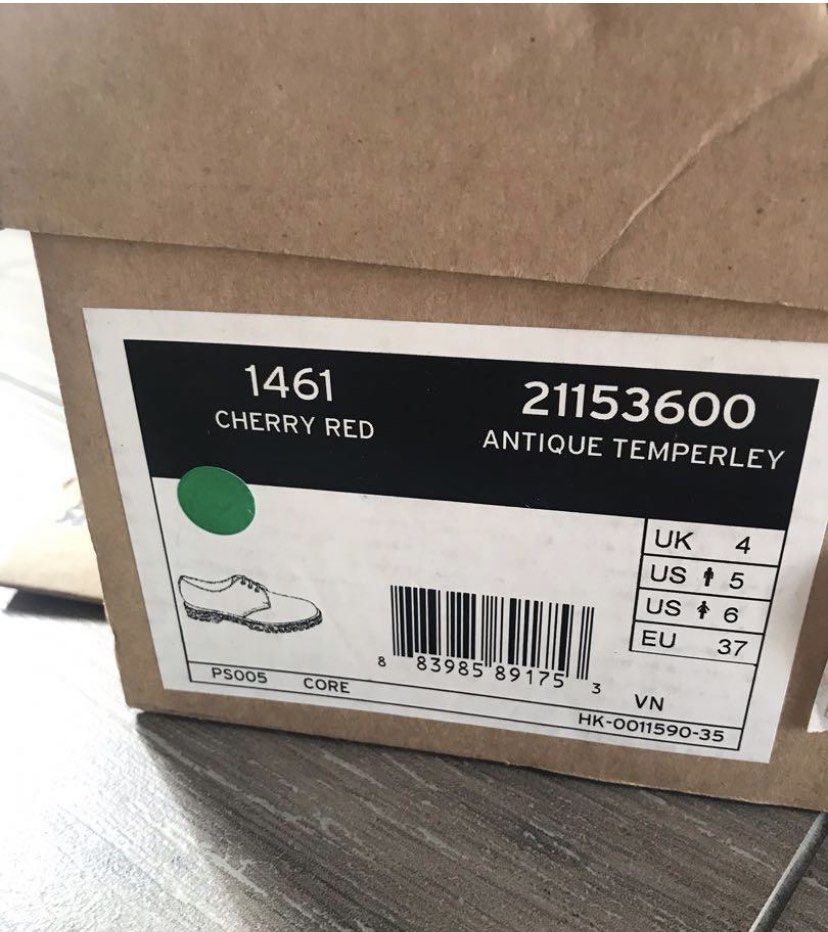 1461
CHERRY RED
21153600
ANTIQUE TEMPERLEY
UK 4
US 5
US 6
EU 37
8 83985 89175 3
PS005 CORE
VN
HK-0011590-35